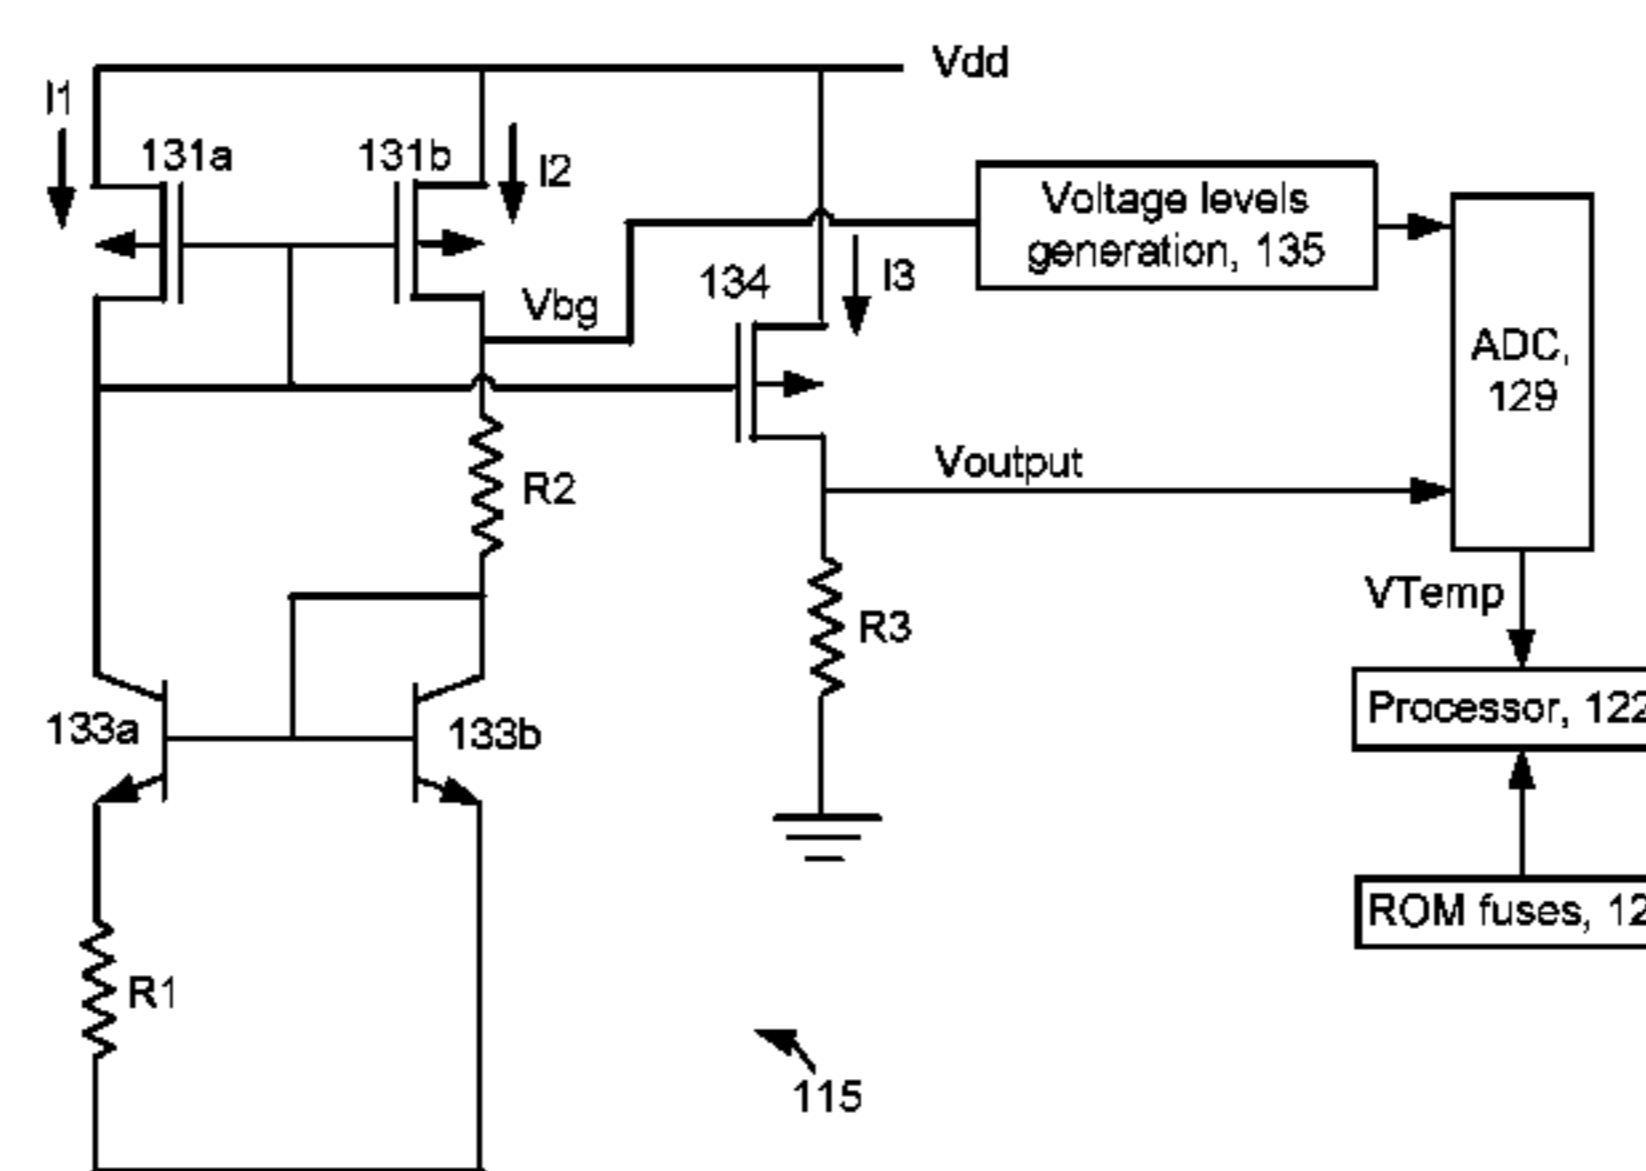 Vdd
I1
131a
131b
I2
Voltage levels
generation, 135
134
I3
Vbg
ADC,
129
Voutput
R2
VTemp
R3
133a
133b
Processor, 122
ROM fuses, 12
R1
115